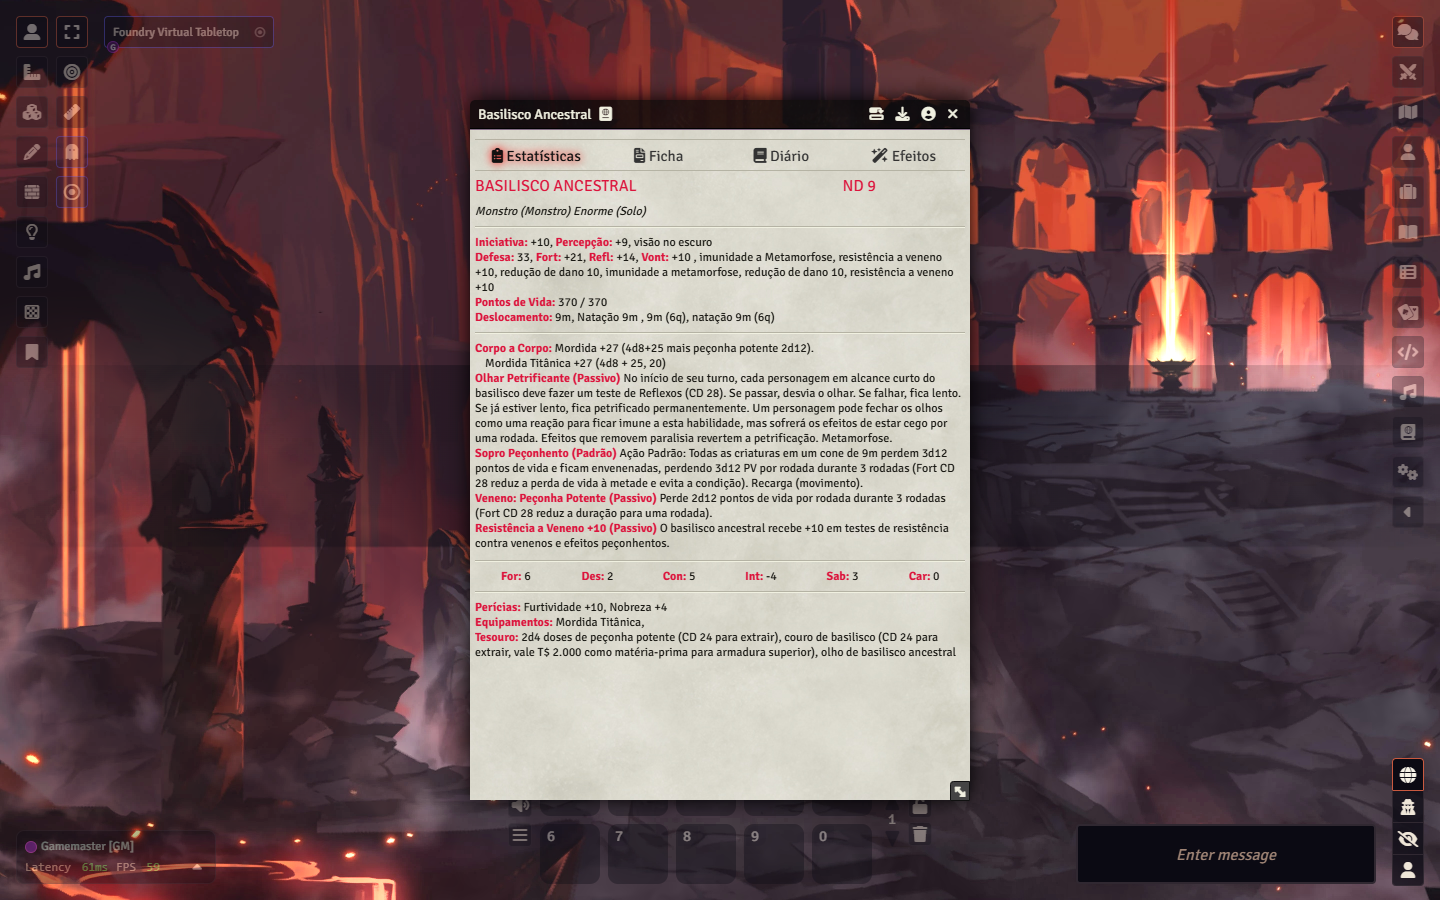 Foundry Virtual Tabletop
G
Basilisco Ancestral
Estatísticas Ficha Diário Efeitos
BASILISCO ANCESTRAL ND 9
Monstro (Monstro) Enorme (Solo)
Iniciativa: +10, Percepção: +9, visão no escuro
Defesa: 33, Fort: +21, Refl: +14, Vont: +10 , imunidade a Metamorfose, resistência a veneno
+10, redução de dano 10, imunidade a metamorfose, redução de dano 10, resistência a veneno
+10
Pontos de Vida: 370 / 370
Deslocamento: 9m, Natação 9m , 9m (6q), natação 9m (6q)
Corpo a Corpo: Mordida +27 (4d8+25 mais peçonha potente 2d12).
Mordida Titânica +27 (4d8 + 25, 20)
Olhar Petrificante (Passivo) No início de seu turno, cada personagem em alcance curto do
basilisco deve fazer um teste de Reflexos (CD 28). Se passar, desvia o olhar. Se falhar, fica lento.
Se já estiver lento, fica petrificado permanentemente. Um personagem pode fechar os olhos
como uma reação para ficar imune a esta habilidade, mas sofrerá os efeitos de estar cego por
uma rodada. Efeitos que removem paralisia revertem a petrificação. Metamorfose.
Sopro Peçonhento (Padrão) Ação Padrão: Todas as criaturas em um cone de 9m perdem 3d12
pontos de vida e ficam envenenadas, perdendo 3d12 PV por rodada durante 3 rodadas (Fort CD
28 reduz a perda de vida à metade e evita a condição). Recarga (movimento).
Veneno: Peçonha Potente (Passivo) Perde 2d12 pontos de vida por rodada durante 3 rodadas
(Fort CD 28 reduz a duração para uma rodada).
Resistência a Veneno +10 (Passivo) O basilisco ancestral recebe +10 em testes de resistência
contra venenos e efeitos peçonhentos.
For: 6 Des: 2 Con: 5 Int: -4 Sab: 3 Car: 0
Perícias: Furtividade +10, Nobreza +4
Equipamentos: Mordida Titânica,
Tesouro: 2d4 doses de peçonha potente (CD 24 para extrair), couro de basilisco (CD 24 para
extrair, vale T$ 2.000 como matéria-prima para armadura superior), olho de basilisco ancestral
1
6 7 8 9 0
Gamemaster [GM]
Latency 61ms FPS 59
Enter message